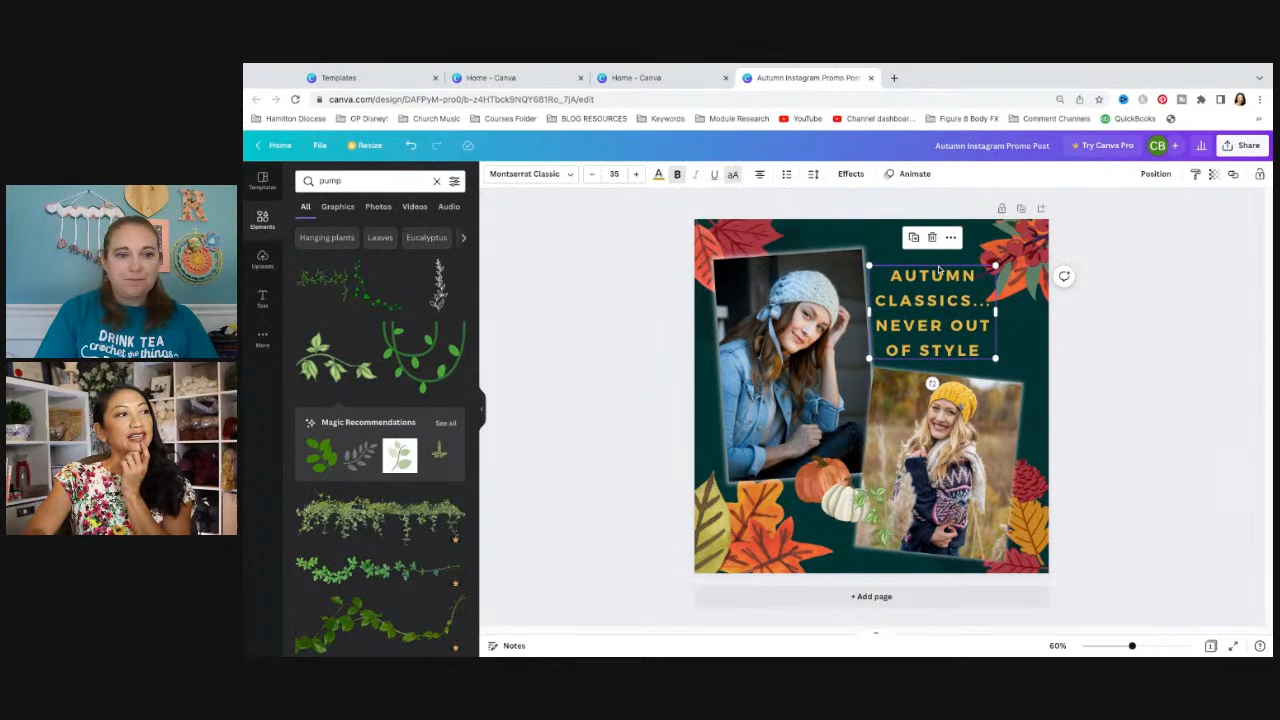 Templates
Home - Canva
Home - Canva
Autumn Instagram Promo Post
canva.com/design/DAFPyM-pro0/b-z4HTbck9NQY681Ro_7jA/edit
Hamilton Diocese
OP Disney!
Church Music
Courses Folder
BLOG RESOURCES
Keywords
Module Research
YouTube
Channel dashboar...
Figure 8 Body FX
Comment Channels
QuickBooks
Home
File
Resize
Autumn Instagram Promo Post
Try Canva Pro
CB
Share
Templates
Elements
Uploads
Text
More
pump
Montserrat Classic
35
A
B
I
U
aA
Effects
Animate
Position
All
Graphics
Photos
Videos
Audio
Hanging plants
Leaves
Eucalyptus
Magic Recommendations
See all
AUTUMN
CLASSICS...
NEVER OUT
OF STYLE
R
DRINK TEA
crochet the things
+ Add page
Notes
60%
1